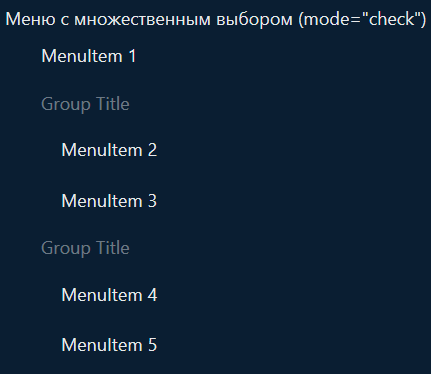 Меню с множественным выбором (mode="check")
MenuItem 1
Group Title
MenuItem 2
MenuItem 3
Group Title
MenuItem 4
MenuItem 5